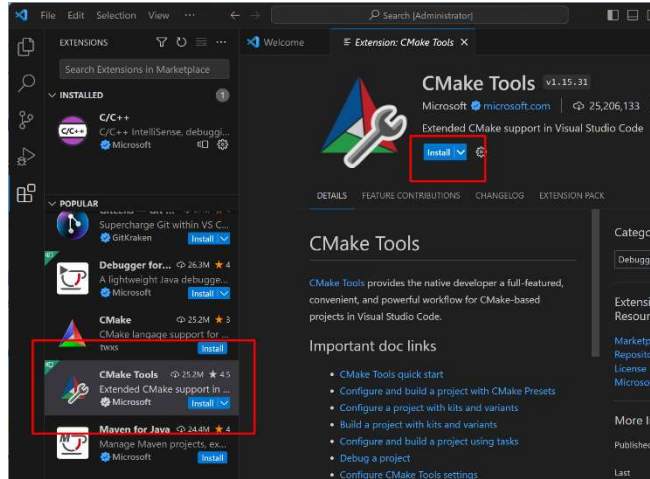 File Edit Selection View ... Search [Administrator]
EXTENSIONS
Search Extensions in Marketplace
INSTALLED 1
C/C++
C/C++ IntelliSense, debuggi...
Microsoft
POPULAR
Supercharge Git within VS C...
GitKraken Install
Debugger for... 26.3M ★ 4
A lightweight Java debugge...
Microsoft Install
CMake 25.2M ★ 3
CMake langage support for ...
twxs Install
CMake Tools 25.2M ★ 4.5
Extended CMake support in ...
Microsoft Install
Maven for Java 24.4M ★ 4
Manage Maven projects, ex...
Microsoft Install
Welcome Extension: CMake Tools
CMake Tools v1.15.31
Microsoft microsoft.com 25,206,133
Extended CMake support in Visual Studio Code
Install
DETAILS FEATURE CONTRIBUTIONS CHANGELOG EXTENSION PACK
CMake Tools
CMake Tools provides the native developer a full-featured,
convenient, and powerful workflow for CMake-based
projects in Visual Studio Code.
Important doc links
• CMake Tools quick start
• Configure and build a project with CMake Presets
• Configure a project with kits and variants
• Build a project with kits and variants
• Configure and build a project using tasks
• Debug a project
• Configure CMake Tools settings
Catego
Debugg
Extensi
Resour
Marketp
Reposito
License
Microso
More I
Published
Last